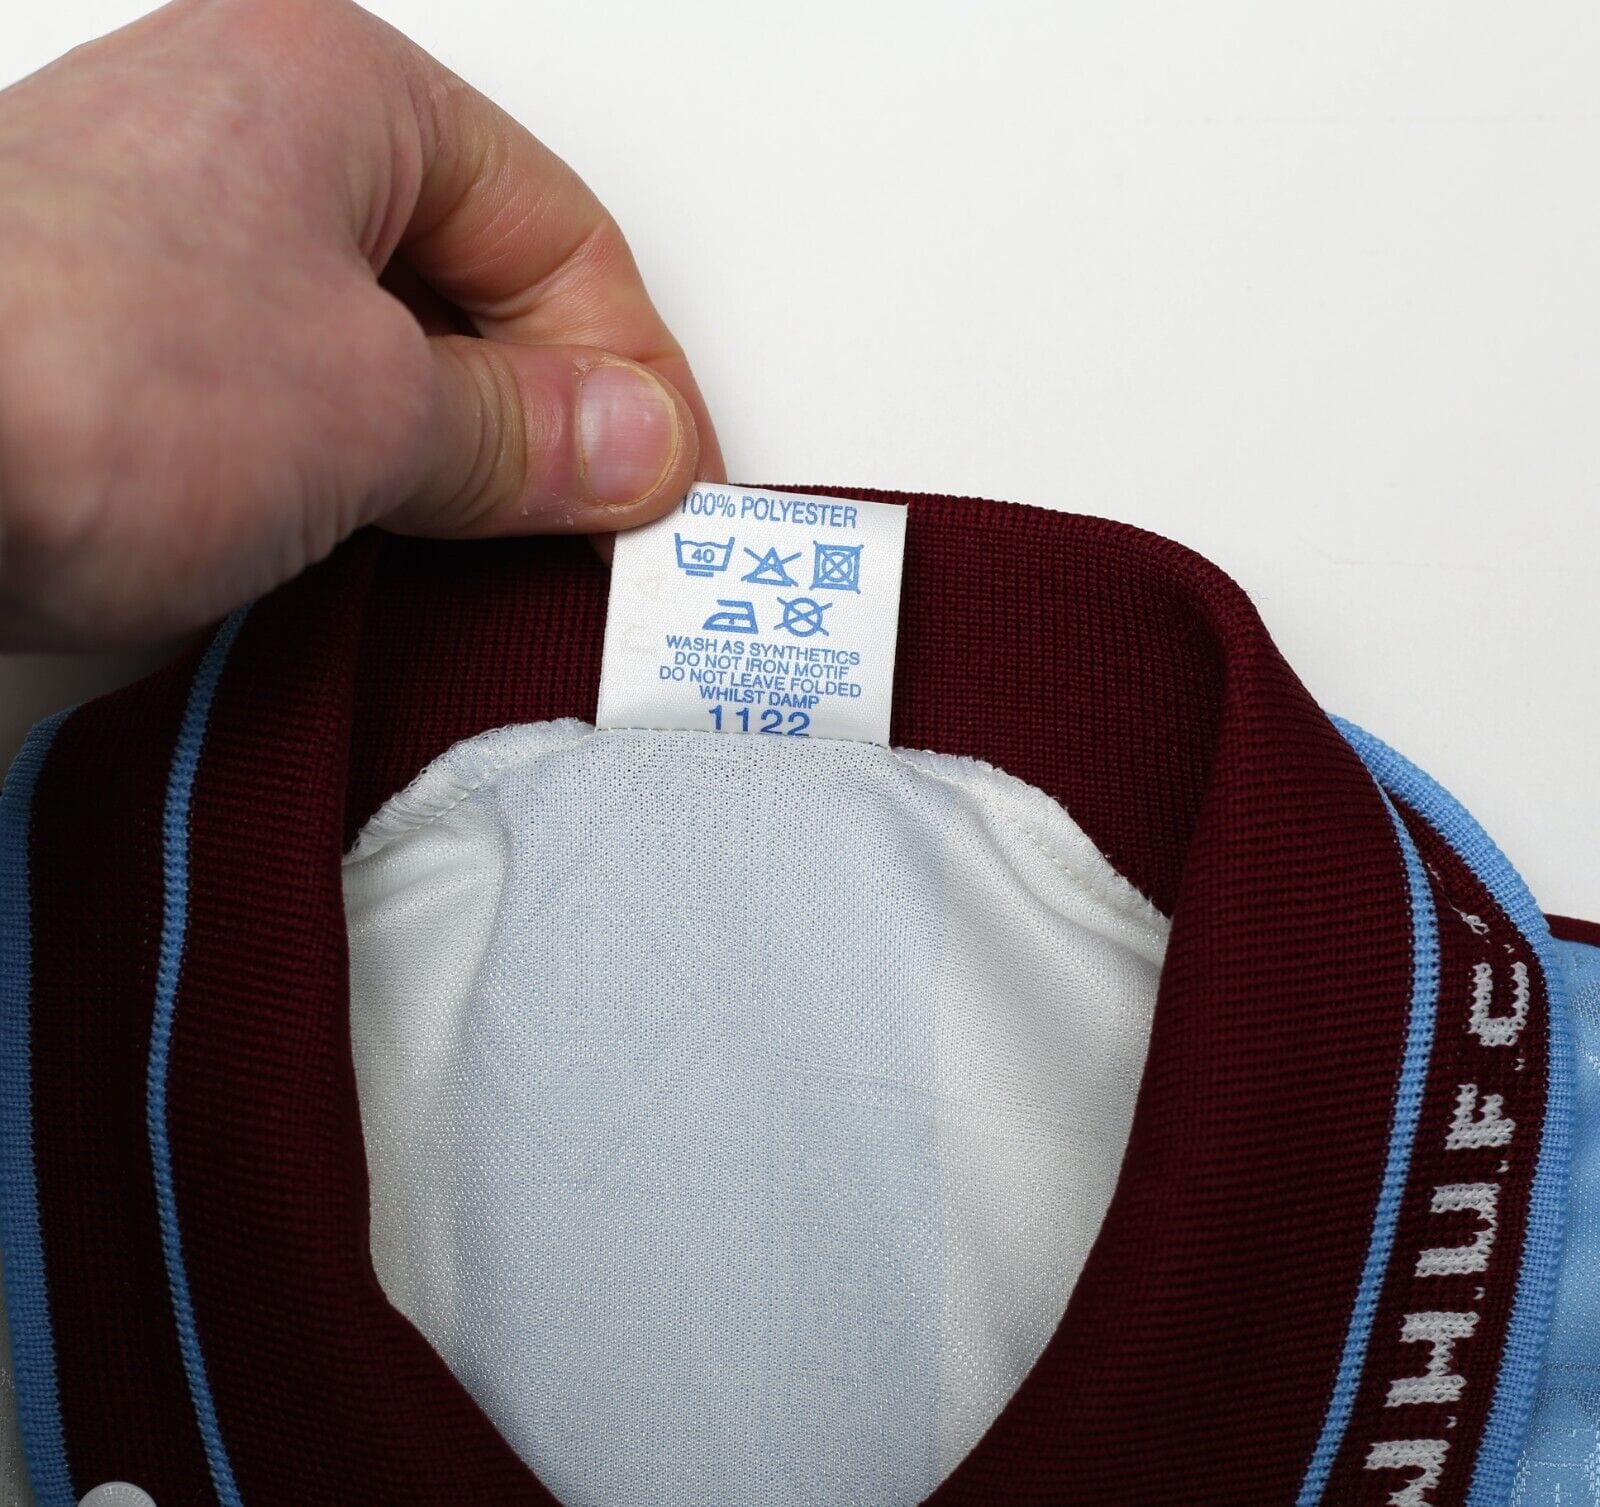 100% POLYESTER
40
WASH AS SYNTHETICS
DO NOT IRON MOTIF
DO NOT LEAVE FOLDED
WHILST DAMP
1122
W.H.U.F.C